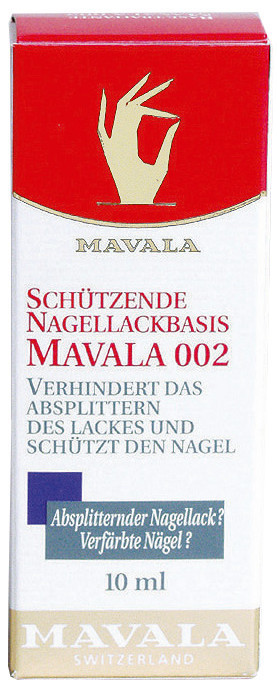 MAVALA
SCHÜTZENDE
NAGELLACKBASIS
MAVALA 002
VERHINDERT DAS
ABSPLITTERN
DES LACKES UND
SCHÜTZT DEN NAGEL
Absplitternder Nagellack?
Verfärbte Nägel?
10 ml
MAVALA
SWITZERLAND